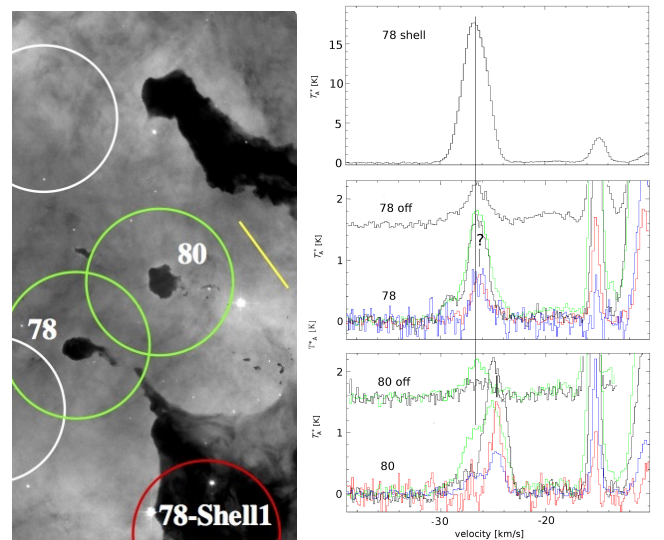 80
78
78-Shell1
78 shell
15
10
5
0
T*A [K]
78 off
2
1
0
?
78
T*A [K]
T*A [K]
80 off
2
1
0
80
T*A [K]
-30
-20
velocity [km/s]